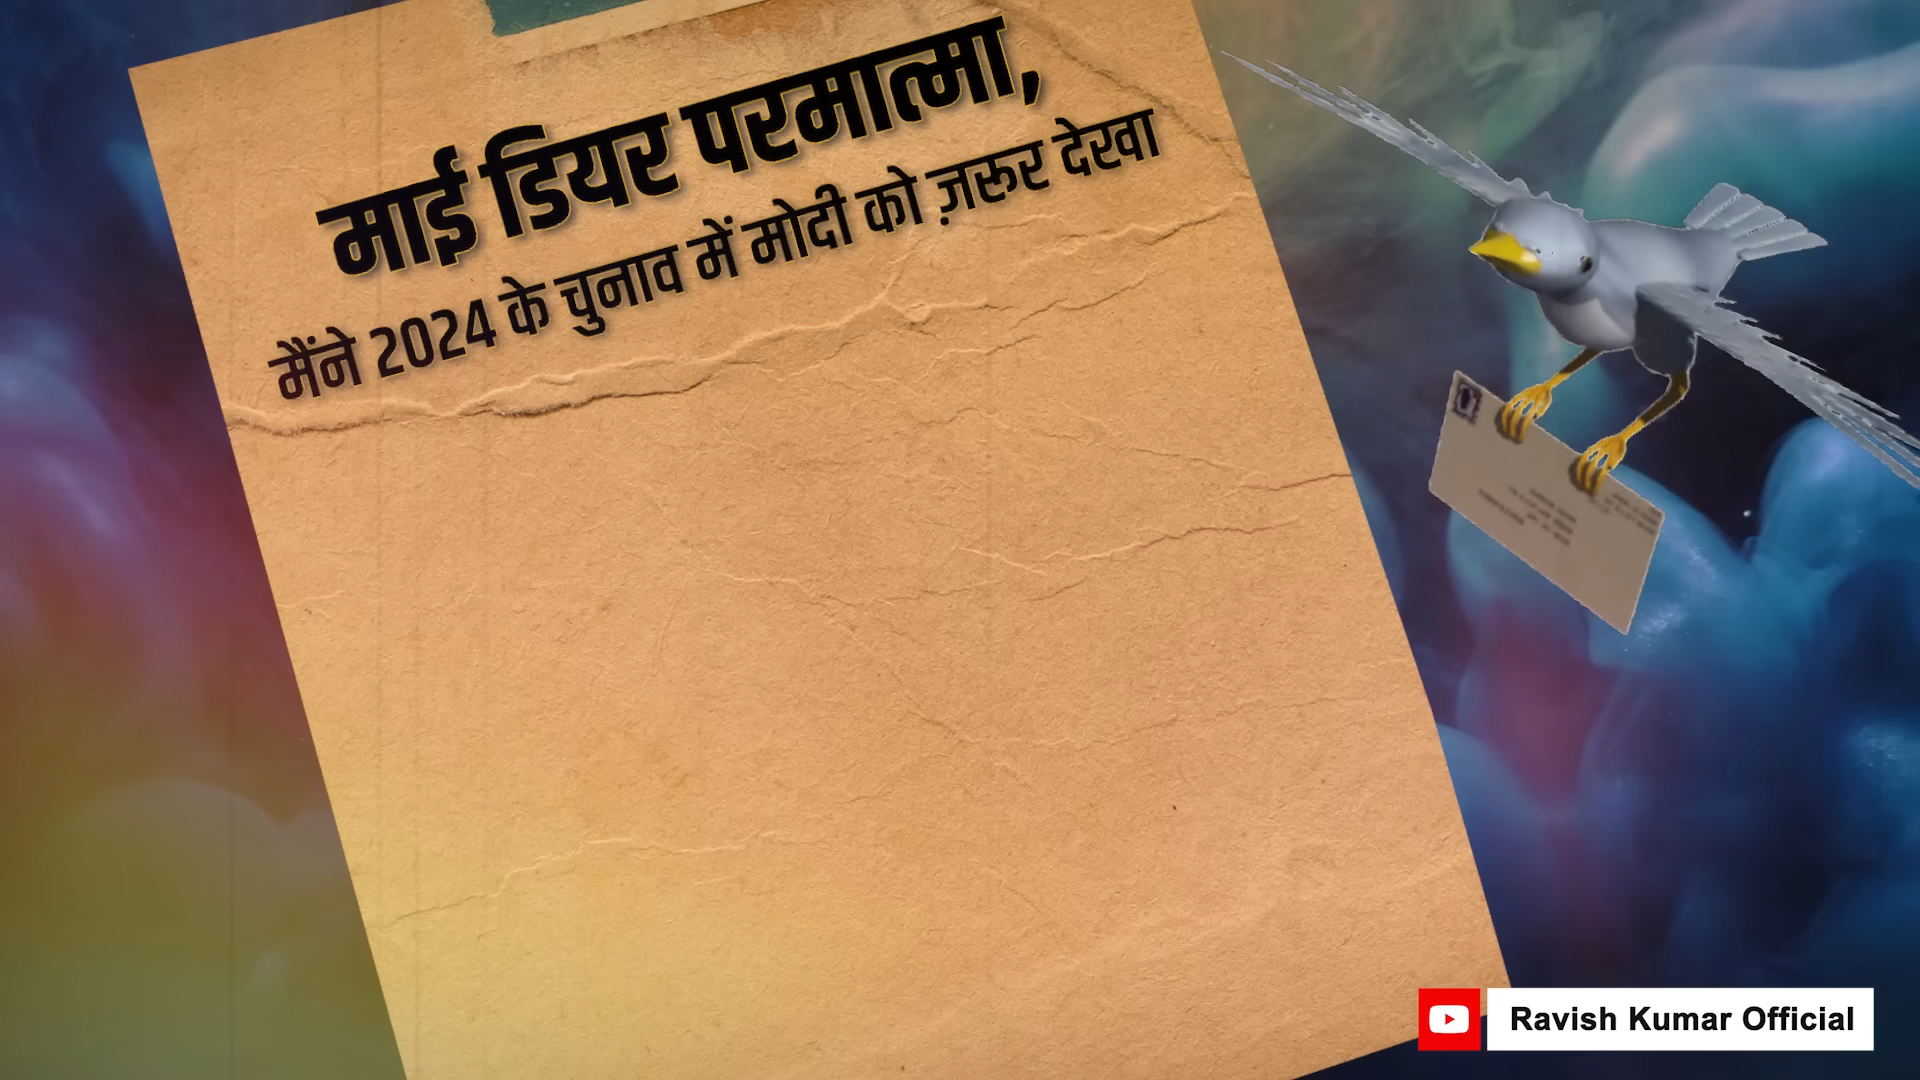 माई डियर परमात्मा,
मैंने 2024 के चुनाव में मोदी को ज़रूर देखा
Ravish Kumar Official